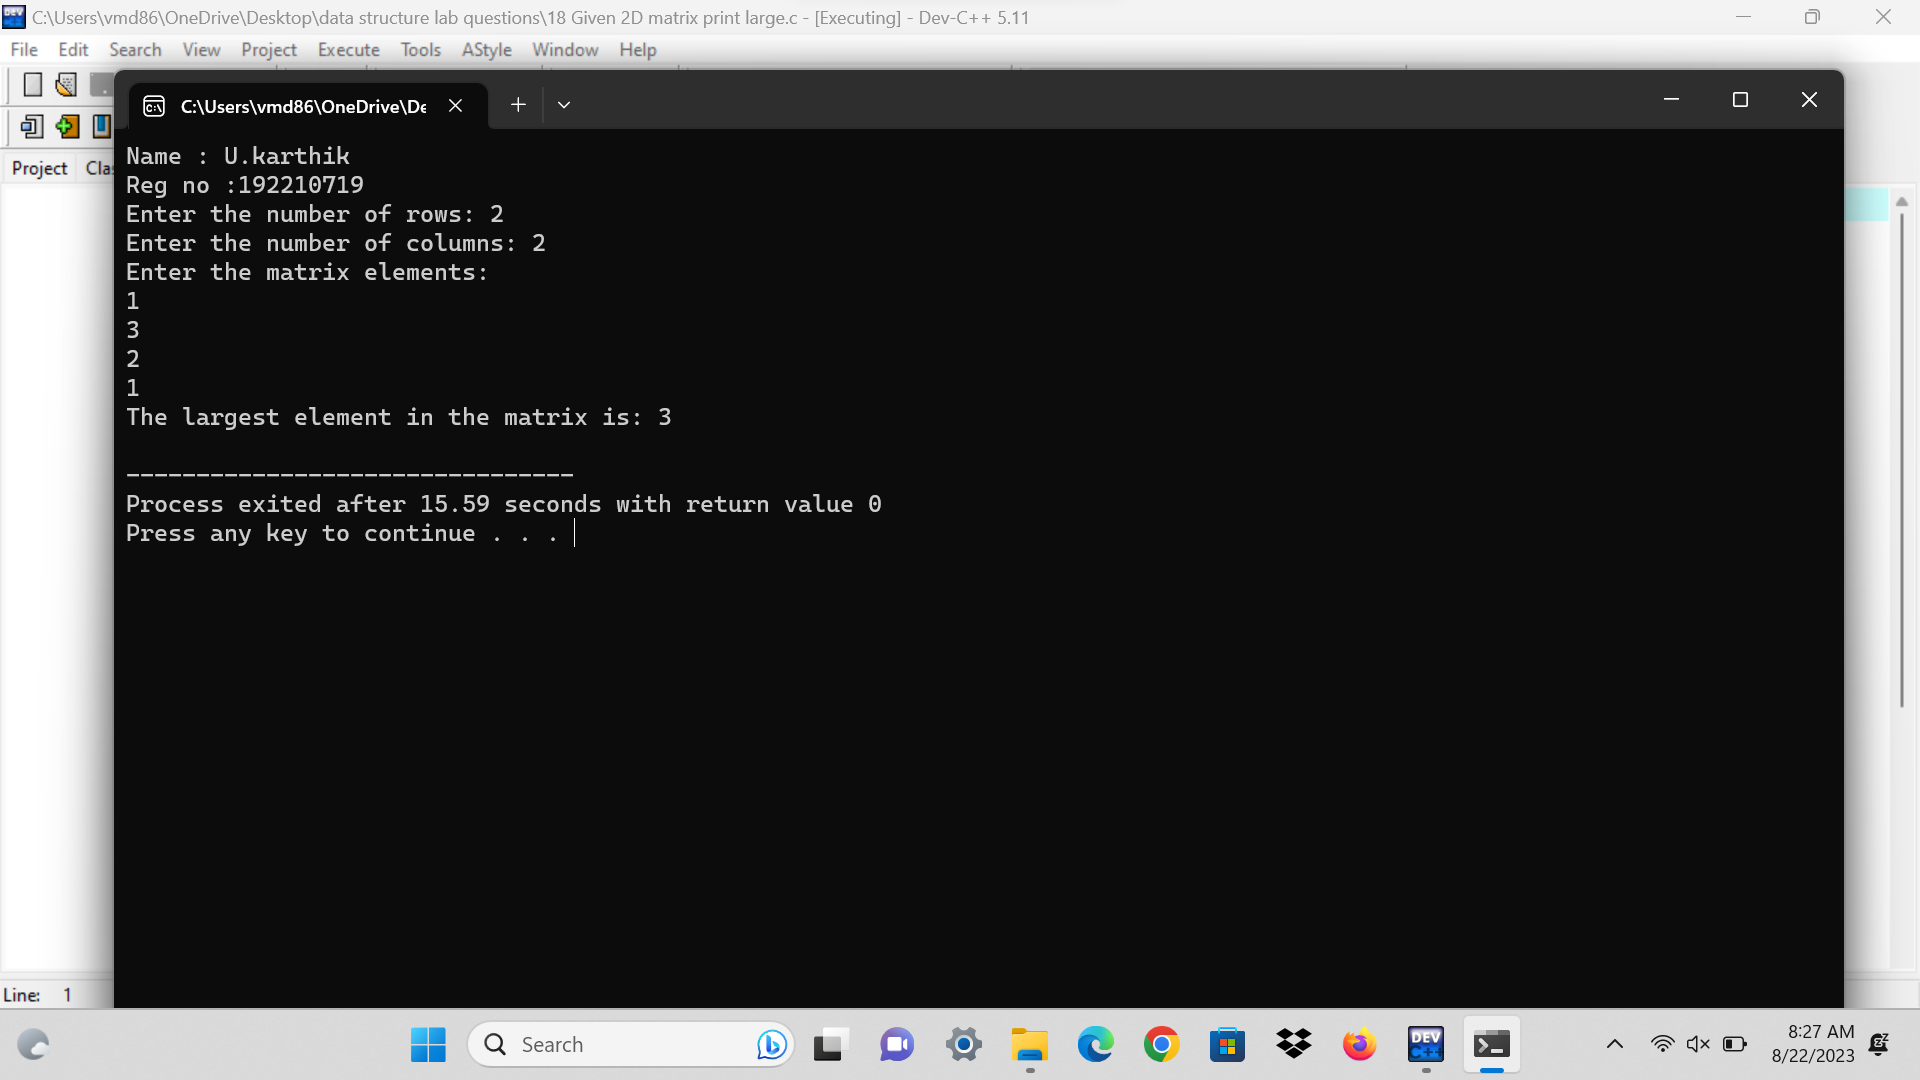 C:\Users\vmd86\OneDrive\Desktop\data structure lab questions\18 Given 2D matrix print large.c - [Executing] - Dev-C++ 5.11
File Edit Search View Project Execute Tools AStyle Window Help
C:\Users\vmd86\OneDrive\De
Project Cla
Name : U.karthik
Reg no :192210719
Enter the number of rows: 2
Enter the number of columns: 2
Enter the matrix elements:
1
3
2
1
The largest element in the matrix is: 3
--------------------------------
Process exited after 15.59 seconds with return value 0
Press any key to continue . . .
Line: 1
Search
DEV C++
8:27 AM
8/22/2023